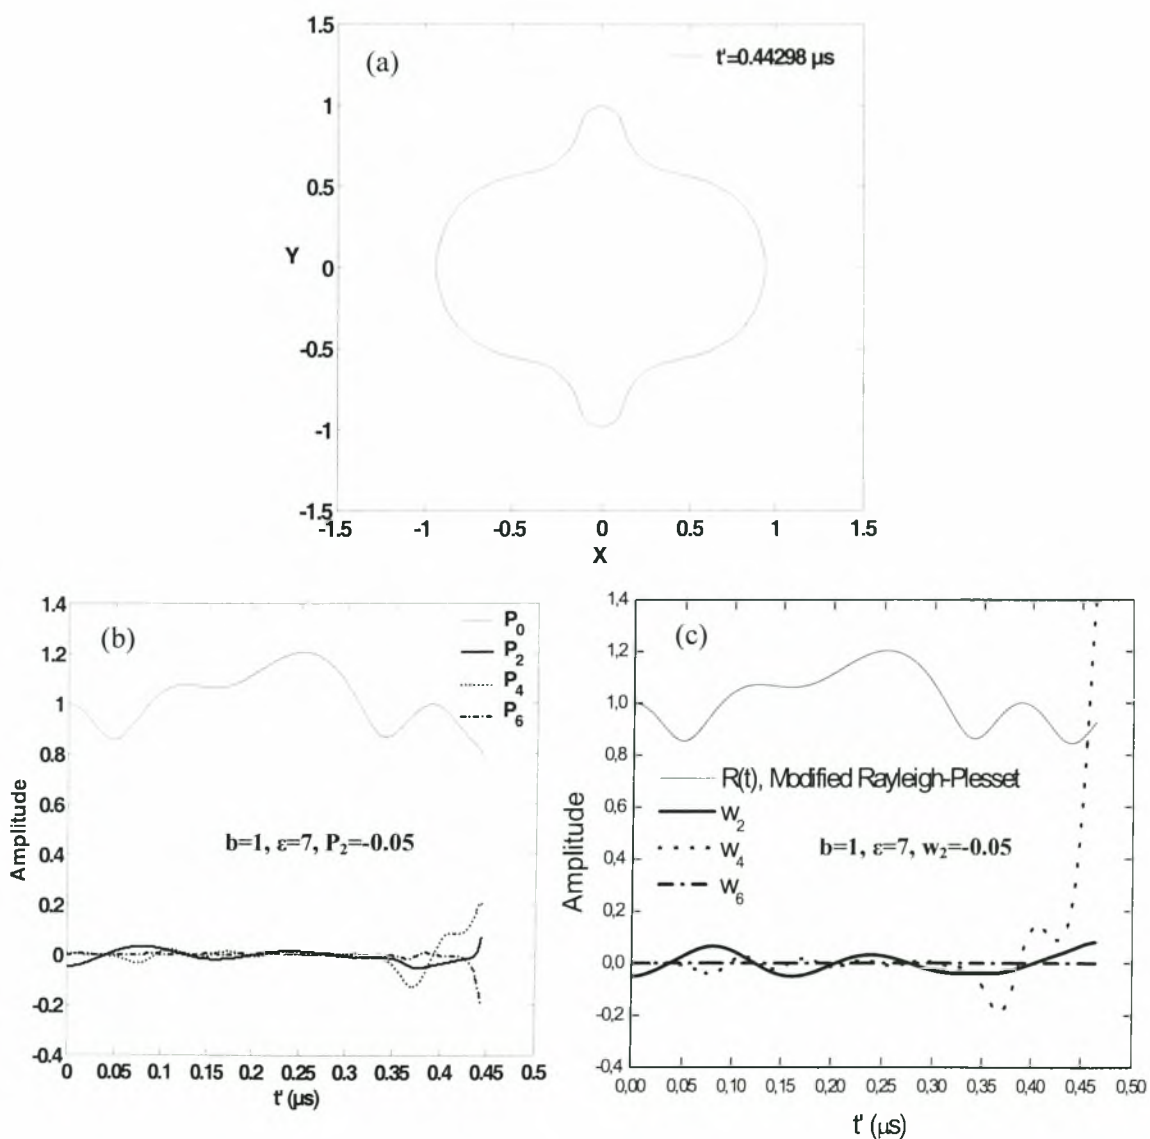 (a)
t'=0.44298 μs
1.5
1
0.5
0
-0.5
-1
-1.5
Y
-1.5 -1 -0.5 0 0.5 1 1.5
X
(b)
P0
P2
P4
P6
1.4
1.2
1
0.8
0.6
0.4
0.2
0
-0.2
-0.4
Amplitude
b=1, ε=7, P2=-0.05
0 0.05 0.1 0.15 0.2 0.25 0.3 0.35 0.4 0.45 0.5
t' (μs)
(c)
1,4
1,2
1,0
0,8
0,6
0,4
0,2
0,0
-0,2
-0,4
Amplitude
R(t), Modified Rayleigh-Plesset
w2
w4
w6
b=1, ε=7, w2=-0.05
0,00 0,05 0,10 0,15 0,20 0,25 0,30 0,35 0,40 0,45 0,50
t' (μs)